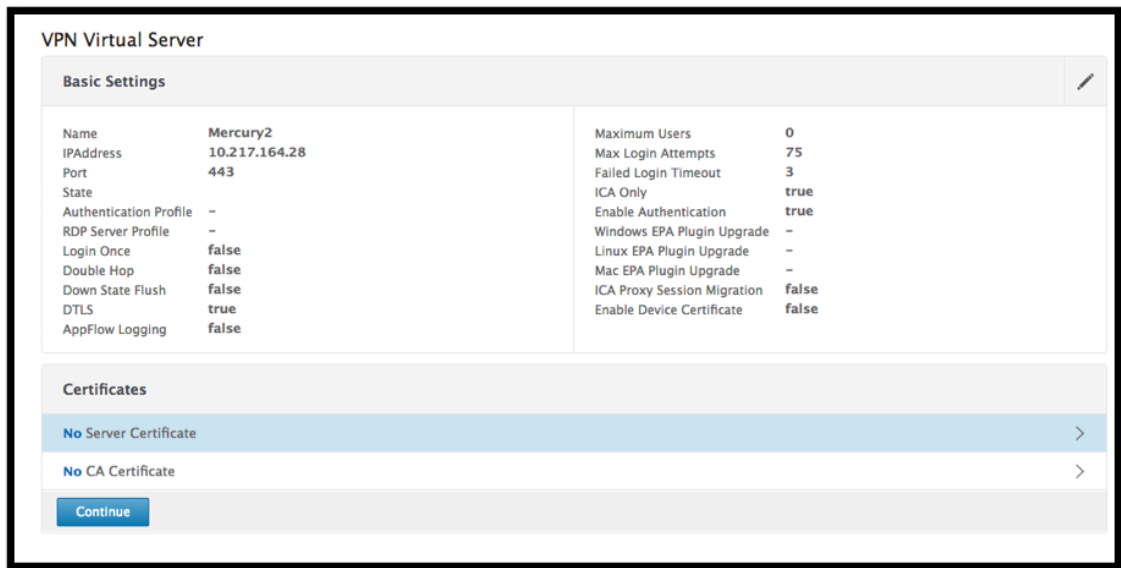 VPN Virtual Server
Basic Settings
Name Mercury2
IPAddress 10.217.164.28
Port 443
State
Authentication Profile –
RDP Server Profile –
Login Once false
Double Hop false
Down State Flush false
DTLS true
AppFlow Logging false
Maximum Users 0
Max Login Attempts 75
Failed Login Timeout 3
ICA Only true
Enable Authentication true
Windows EPA Plugin Upgrade –
Linux EPA Plugin Upgrade –
Mac EPA Plugin Upgrade –
ICA Proxy Session Migration false
Enable Device Certificate false
Certificates
No Server Certificate
No CA Certificate
Continue